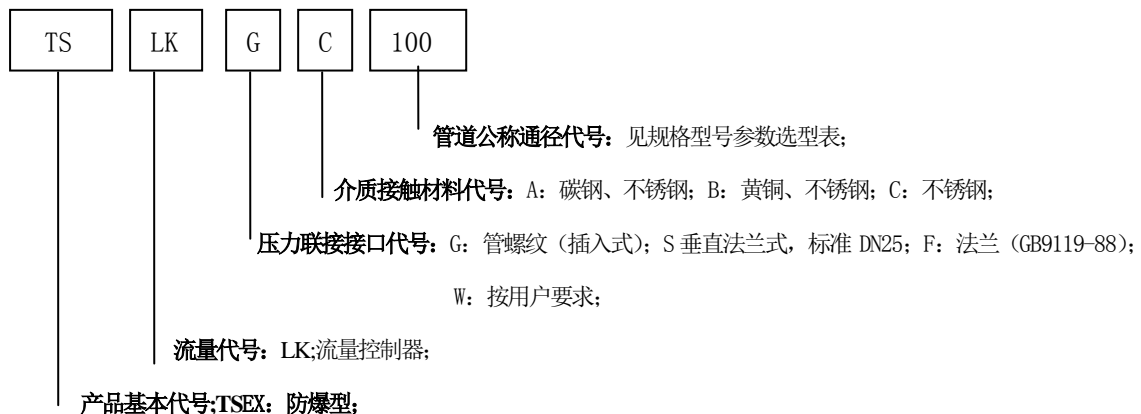 TS LK G C 100
管道公称通径代号：见规格型号参数选型表;
介质接触材料代号：A：碳钢、不锈钢；B：黄铜、不锈钢；C：不锈钢;
压力联接接口代号：G：管螺纹（插入式）；S 垂直法兰式，标准 DN25；F：法兰（GB9119-88）;
W：按用户要求;
流量代号：LK;流量控制器;
产品基本代号;TSEX：防爆型;